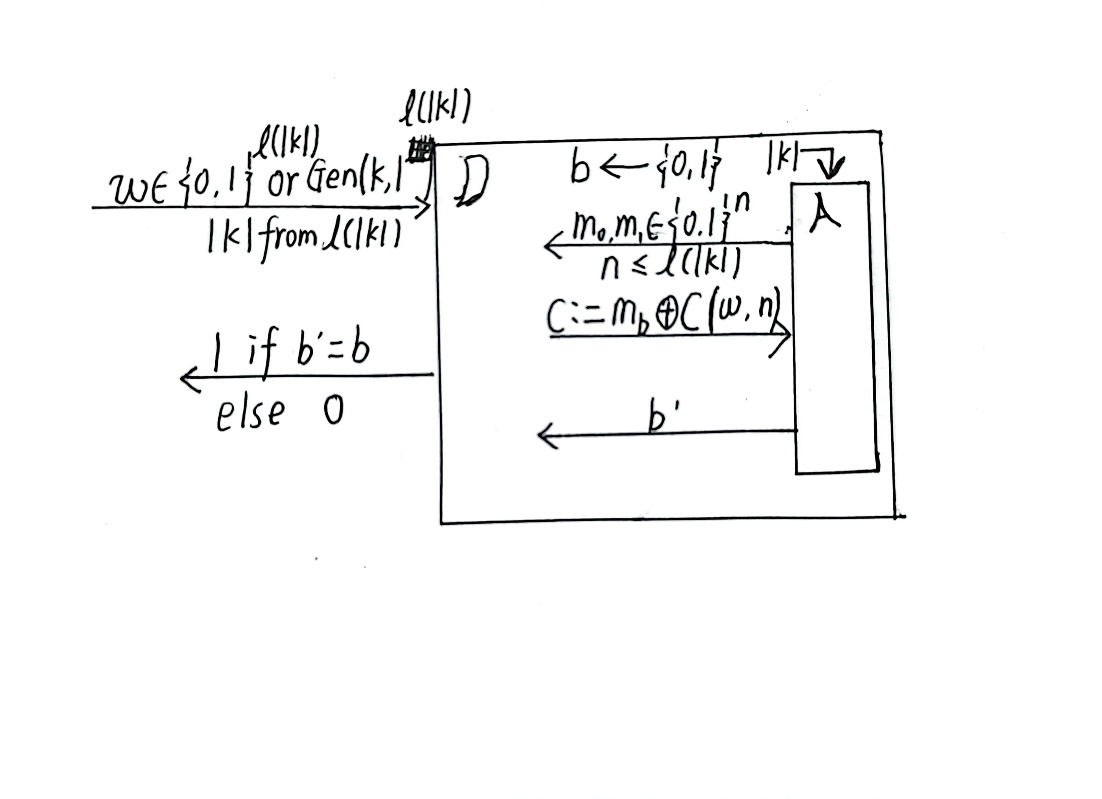 l(|k|)
w∈{0,1}^l(|k|) or Gen(k,1^l(|k|))
|k| from l(|k|)
D
b ← {0,1}
|k|
A
m₀,m₁∈{0,1}ⁿ
n ≤ l(|k|)
C:=m_b⊕C(w,n)
1 if b'=b
else 0
b'